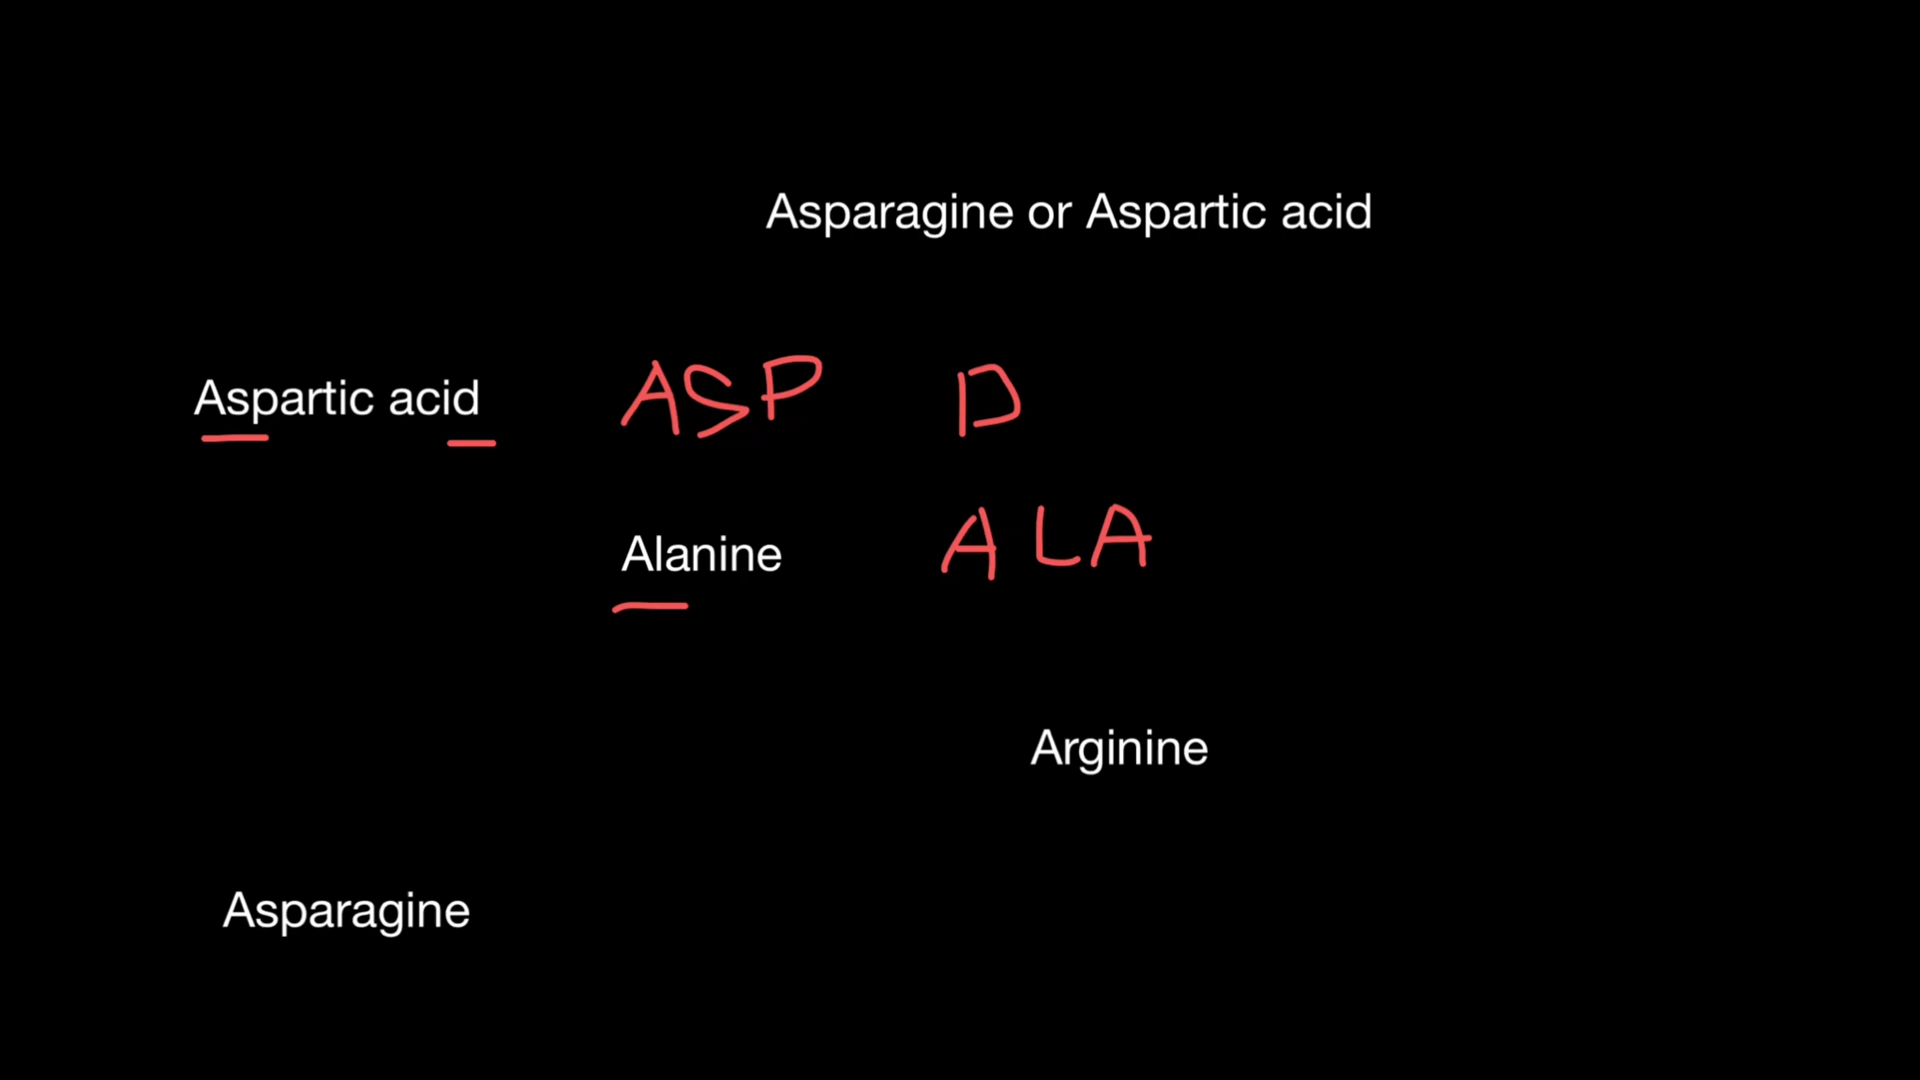 Asparagine or Aspartic acid
Aspartic acid ASP D
Alanine ALA
Arginine
Asparagine